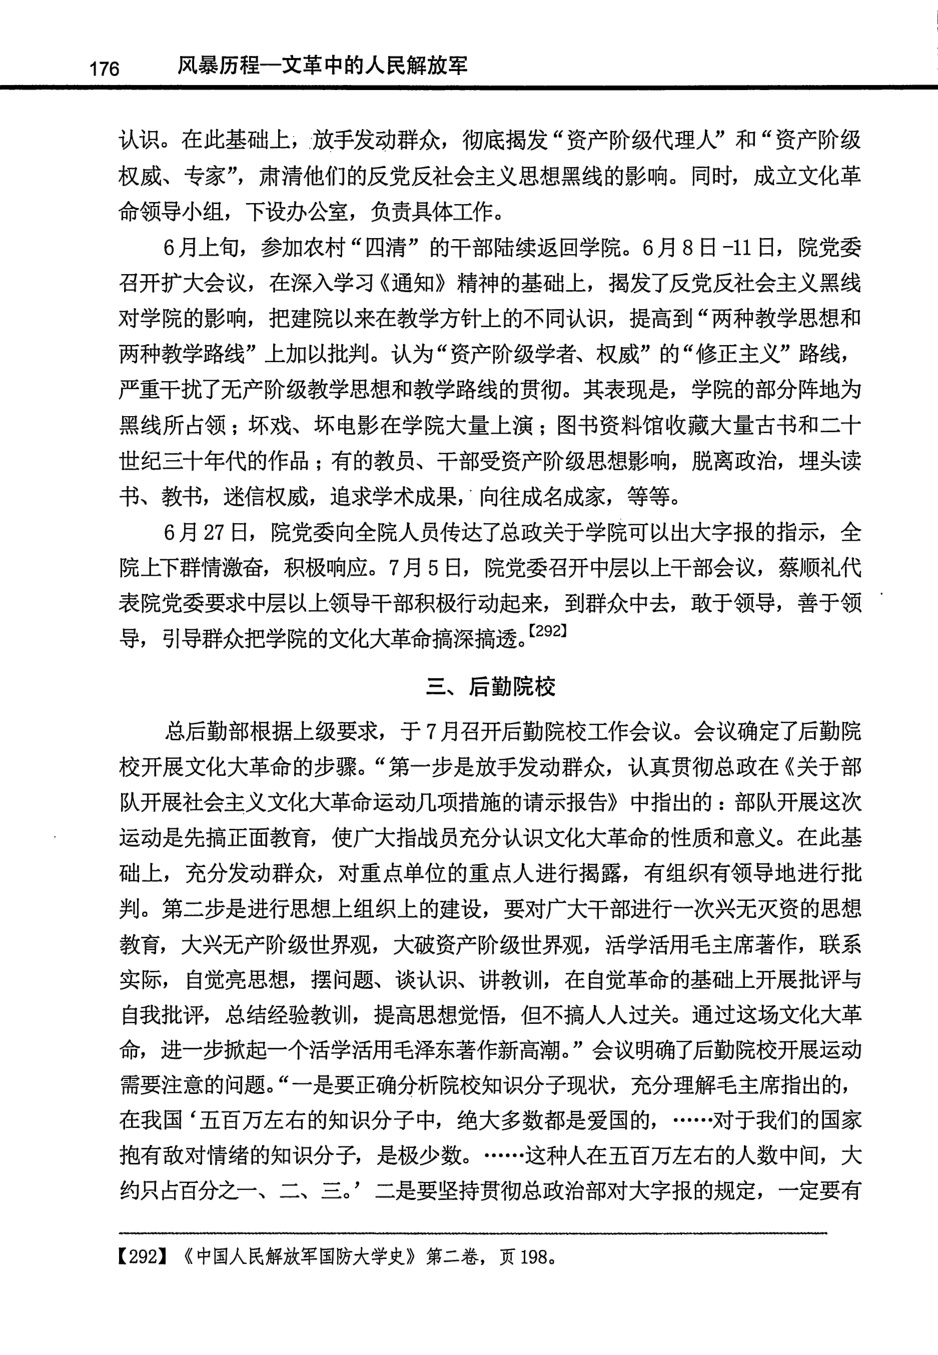 176 风暴历程—文革中的人民解放军
认识。在此基础上，放手发动群众，彻底揭发“资产阶级代理人”和“资产阶级
权威、专家”，肃清他们的反党反社会主义思想黑线的影响。同时，成立文化革
命领导小组，下设办公室，负责具体工作。
6月上旬，参加农村“四清”的干部陆续返回学院。6月8日-11日，院党委
召开扩大会议，在深入学习《通知》精神的基础上，揭发了反党反社会主义黑线
对学院的影响，把建院以来在教学方针上的不同认识，提高到“两种教学思想和
两种教学路线”上加以批判。认为“资产阶级学者、权威”的“修正主义”路线，
严重干扰了无产阶级教学思想和教学路线的贯彻。其表现是，学院的部分阵地为
黑线所占领；坏戏、坏电影在学院大量上演；图书资料馆收藏大量古书和二十
世纪三十年代的作品；有的教员、干部受资产阶级思想影响，脱离政治，埋头读
书、教书，迷信权威，追求学术成果，向往成名成家，等等。
6月27日，院党委向全院人员传达了总政关于学院可以出大字报的指示，全
院上下群情激奋，积极响应。7月5日，院党委召开中层以上干部会议，蔡顺礼代
表院党委要求中层以上领导干部积极行动起来，到群众中去，敢于领导，善于领
导，引导群众把学院的文化大革命搞深搞透。【292】
三、后勤院校
总后勤部根据上级要求，于7月召开后勤院校工作会议。会议确定了后勤院
校开展文化大革命的步骤。“第一步是放手发动群众，认真贯彻总政在《关于部
队开展社会主义文化大革命运动几项措施的请示报告》中指出的：部队开展这次
运动是先搞正面教育，使广大指战员充分认识文化大革命的性质和意义。在此基
础上，充分发动群众，对重点单位的重点人进行揭露，有组织有领导地进行批
判。第二步是进行思想上组织上的建设，要对广大干部进行一次兴无灭资的思想
教育，大兴无产阶级世界观，大破资产阶级世界观，活学活用毛主席著作，联系
实际，自觉亮思想，摆问题、谈认识、讲教训，在自觉革命的基础上开展批评与
自我批评，总结经验教训，提高思想觉悟，但不搞人人过关。通过这场文化大革
命，进一步掀起一个活学活用毛泽东著作新高潮。”会议明确了后勤院校开展运动
需要注意的问题。“一是要正确分析院校知识分子现状，充分理解毛主席指出的，
在我国‘五百万左右的知识分子中，绝大多数都是爱国的，……对于我们的国家
抱有敌对情绪的知识分子，是极少数。……这种人在五百万左右的人数中间，大
约只占百分之一、二、三。’二是要坚持贯彻总政治部对大字报的规定，一定要有
【292】《中国人民解放军国防大学史》第二卷，页198。